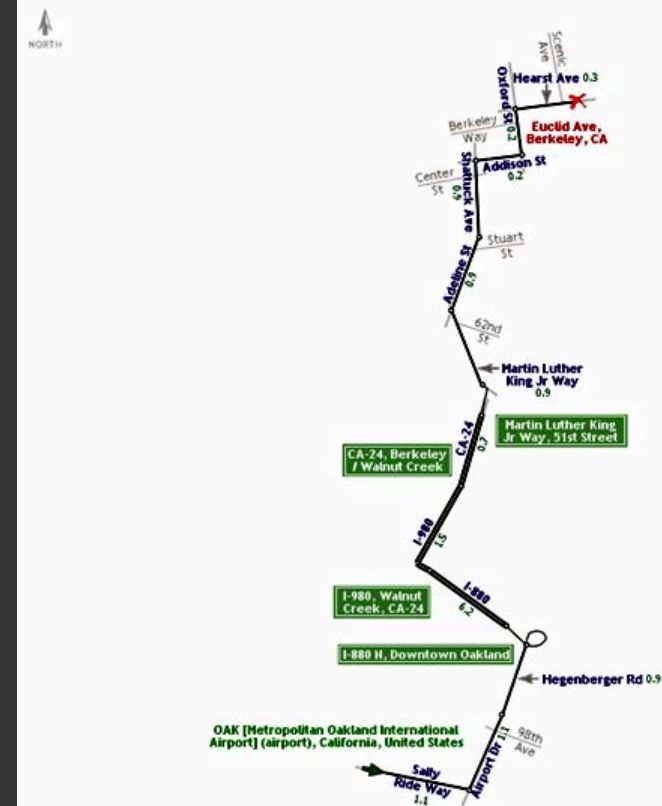 NORTH
Scenic
Ave
Oxford St 0.2
Hearst Ave 0.3
Euclid Ave,
Berkeley, CA
Berkeley
Way
Addison St
0.2
Center
St
Shattuck Ave
0.5
Stuart
St
Adeline St
0.9
62nd
St
Martin Luther
King Jr Way
0.9
Martin Luther King
Jr Way, 51st Street
CA-24
0.7
CA-24, Berkeley
/ Walnut Creek
I-980
1.5
I-880
6.2
I-980, Walnut
Creek, CA-24
I-880 N, Downtown Oakland
Hegenberger Rd 0.9
OAK [Metropolitan Oakland International
Airport] (airport), California, United States
98th
Ave
Airport Dr 1.1
Sally
Ride Way
1.1